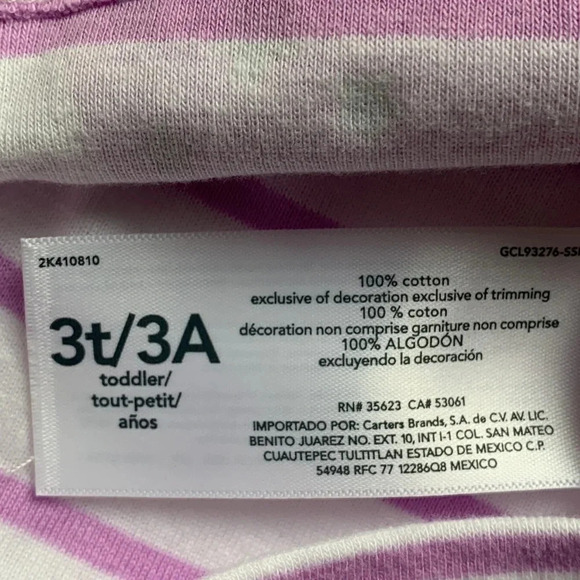 2K410810
GCL93276-SS
3t/3A
toddler/
tout-petit/
años
100% cotton
exclusive of decoration exclusive of trimming
100 % coton
décoration non comprise garniture non comprise
100% ALGODÓN
excluyendo la decoración
RN# 35623 CA# 53061
IMPORTADO POR: Carters Brands, S.A. de C.V. AV. LIC.
BENITO JUAREZ NO. EXT. 10, INT I-1 COL. SAN MATEO
CUAUTEPEC TULTITLAN ESTADO DE MEXICO C.P.
54948 RFC 77 12286Q8 MEXICO